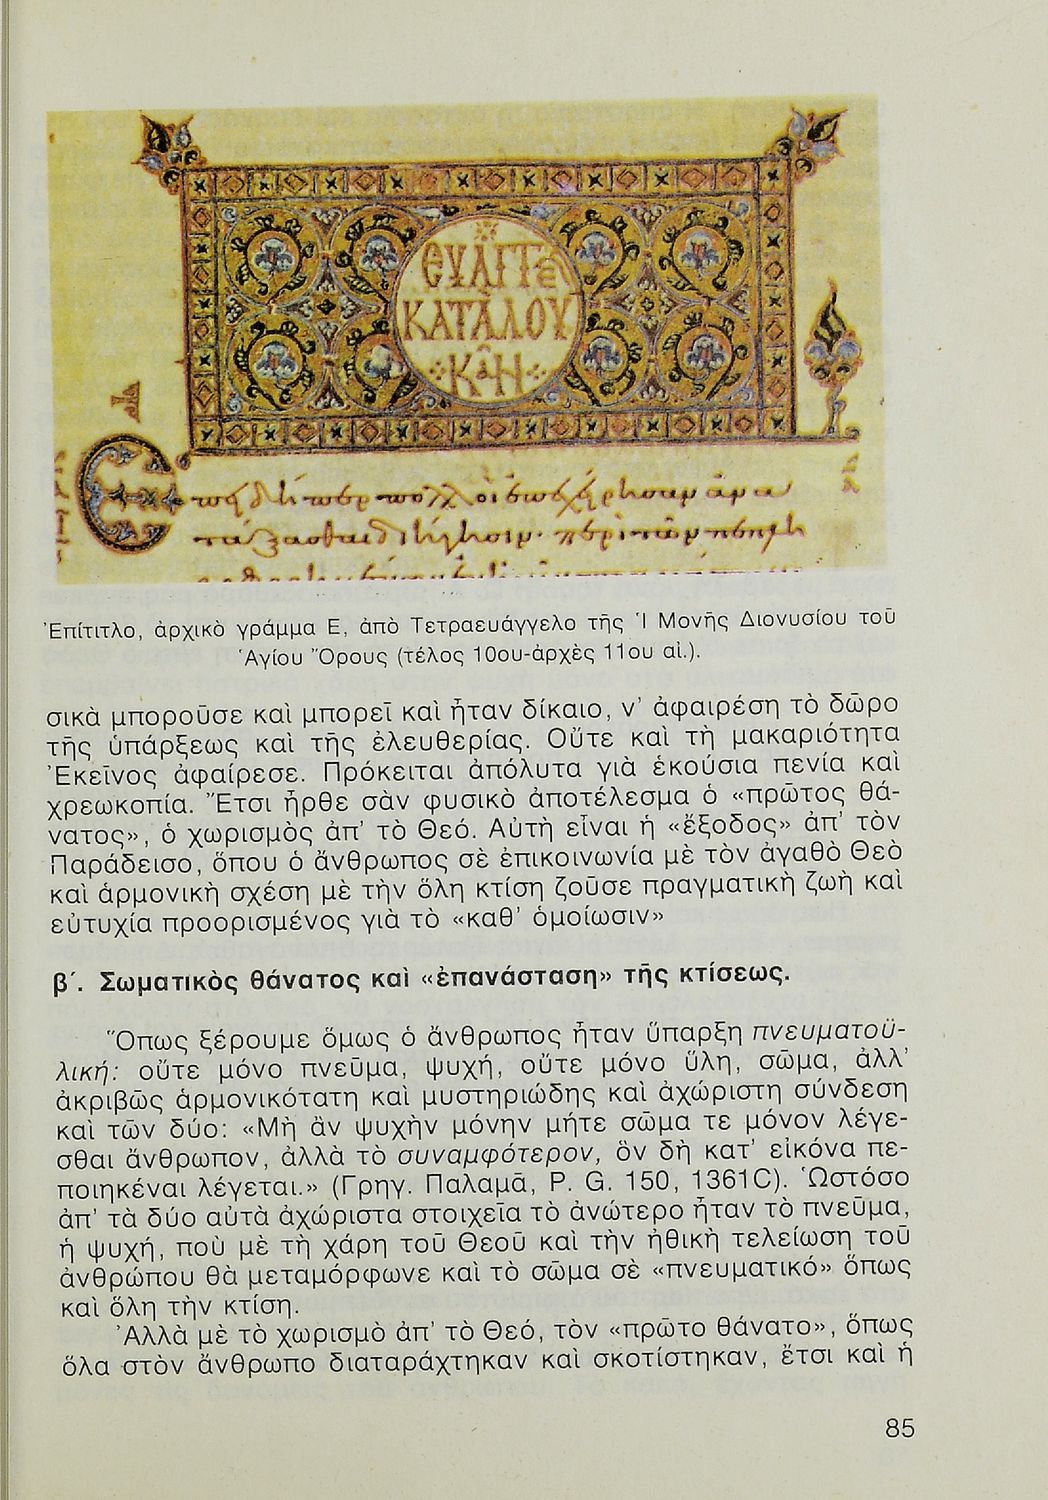 ΕΥΑΓΓΕ
ΚΑΤΑ ΛΟΥ
ΚΑΝ
Ἐπίτιτλο, ἀρχικὸ γράμμα Ε, ἀπὸ Τετραευάγγελο τῆς Ἱ Μονῆς Διονυσίου τοῦ
Ἁγίου Ὄρους (τέλος 10ου-ἀρχὲς 11ου αἰ.).
σικὰ μποροῦσε καὶ μπορεῖ καὶ ἦταν δίκαιο, ν' ἀφαιρέση τὸ δῶρο
τῆς ὑπάρξεως καὶ τῆς ἐλευθερίας. Οὔτε καὶ τὴ μακαριότητα
Ἐκεῖνος ἀφαίρεσε. Πρόκειται ἀπόλυτα γιὰ ἑκούσια πενία καὶ
χρεωκοπία. Ἔτσι ἦρθε σὰν φυσικὸ ἀποτέλεσμα ὁ «πρῶτος θά-
νατος», ὁ χωρισμὸς ἀπ' τὸ Θεό. Αὐτὴ εἶναι ἡ «ἔξοδος» ἀπ' τὸν
Παράδεισο, ὅπου ὁ ἄνθρωπος σὲ ἐπικοινωνία μὲ τὸν ἀγαθὸ Θεὸ
καὶ ἁρμονικὴ σχέση μὲ τὴν ὅλη κτίση ζοῦσε πραγματικὴ ζωὴ καὶ
εὐτυχία προορισμένος γιὰ τὸ «καθ' ὁμοίωσιν»
β΄. Σωματικὸς θάνατος καὶ «ἐπανάσταση» τῆς κτίσεως.
Ὅπως ξέρουμε ὅμως ὁ ἄνθρωπος ἦταν ὕπαρξη πνευματοϋ-
λική: οὔτε μόνο πνεῦμα, ψυχή, οὔτε μόνο ὕλη, σῶμα, ἀλλ'
ἀκριβῶς ἁρμονικότατη καὶ μυστηριώδης καὶ ἀχώριστη σύνδεση
καὶ τῶν δύο: «Μὴ ἂν ψυχὴν μόνην μήτε σῶμα τε μόνον λέγε-
σθαι ἄνθρωπον, ἀλλὰ τὸ συναμφότερον, ὃν δὴ κατ' εἰκόνα πε-
ποιηκέναι λέγεται.» (Γρηγ. Παλαμᾶ, P. G. 150, 1361C). Ὡστόσο
ἀπ' τὰ δύο αὐτὰ ἀχώριστα στοιχεῖα τὸ ἀνώτερο ἦταν τὸ πνεῦμα,
ἡ ψυχή, ποὺ μὲ τὴ χάρη τοῦ Θεοῦ καὶ τὴν ἠθικὴ τελείωση τοῦ
ἀνθρώπου θὰ μεταμόρφωνε καὶ τὸ σῶμα σὲ «πνευματικό» ὅπως
καὶ ὅλη τὴν κτίση.
Ἀλλὰ μὲ τὸ χωρισμὸ ἀπ' τὸ Θεό, τὸν «πρῶτο θάνατο», ὅπως
ὅλα στὸν ἄνθρωπο διαταράχτηκαν καὶ σκοτίστηκαν, ἔτσι καὶ ἡ
85